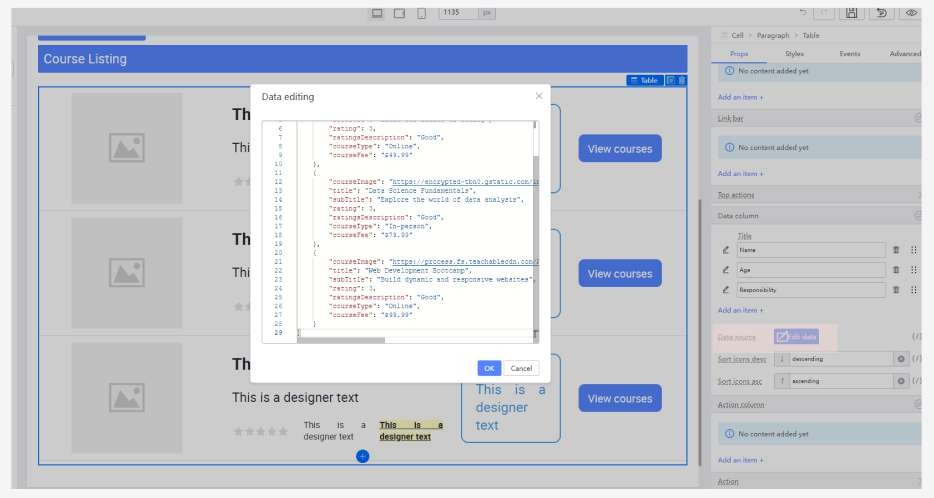 1135 px
Cell > Paragraph > Table
Course Listing
Props Styles Events Advanced
Table
No content added yet
Data editing
Add an item +
Th
6 "rating": 3,
7 "ratingsDescription": "Good",
8 "courseType": "Online",
9 "courseFee": "$49.99"
10 },
11 {
12 "courseImage": "https://encrypted-tbn0.gstatic.com/i
13 "title": "Data Science Fundamentals",
14 "subTitle": "Explore the world of data analysis",
15 "rating": 3,
16 "ratingsDescription": "Good",
17 "courseType": "In-person",
18 "courseFee": "$79.99"
19 },
20 {
21 "courseImage": "https://process.fs.teachablecdn.com/
22 "title": "Web Development Bootcamp",
23 "subTitle": "Build dynamic and responsive websites",
24 "rating": 3,
25 "ratingsDescription": "Good",
26 "courseType": "Online",
27 "courseFee": "$99.99"
28 }
29 ]
OK Cancel
Thi
View courses
Th
Thi
View courses
Th
This is a designer text
View courses
This is a
designer text
This is a
designer text
This is a
designer
text
Link bar
No content added yet
Add an item +
Top actions
Data column
Title
Name
Age
Responsibility
Add an item +
Data source Edit data (/)
Sort icons desc descending (/)
Sort icons asc ascending (/)
Action column
No content added yet
Add an item +
Action